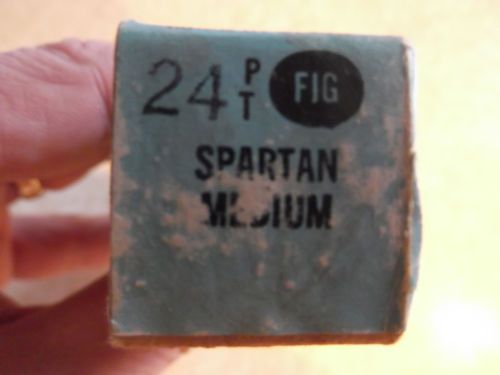 24 PT FIG
SPARTAN
MEDIUM